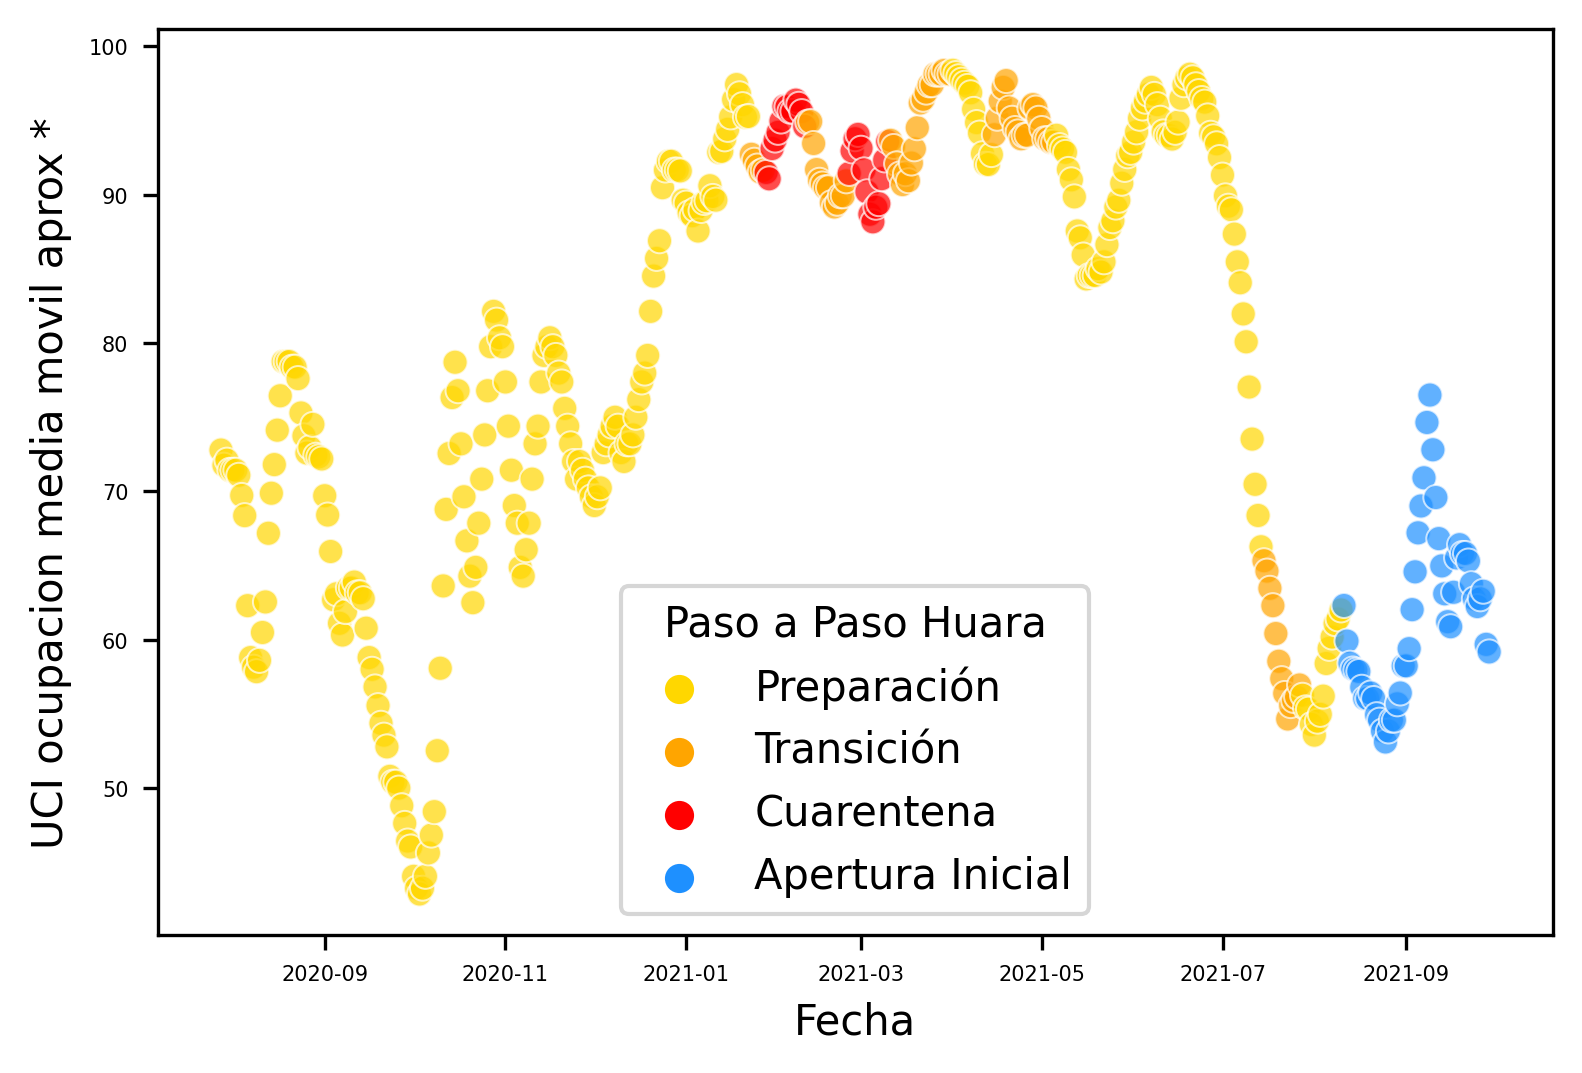 UCI ocupacion media movil aprox *
100
90
80
70
60
50
Paso a Paso Huara
Preparación
Transición
Cuarentena
Apertura Inicial
2020-09
2020-11
2021-01
2021-03
2021-05
2021-07
2021-09
Fecha